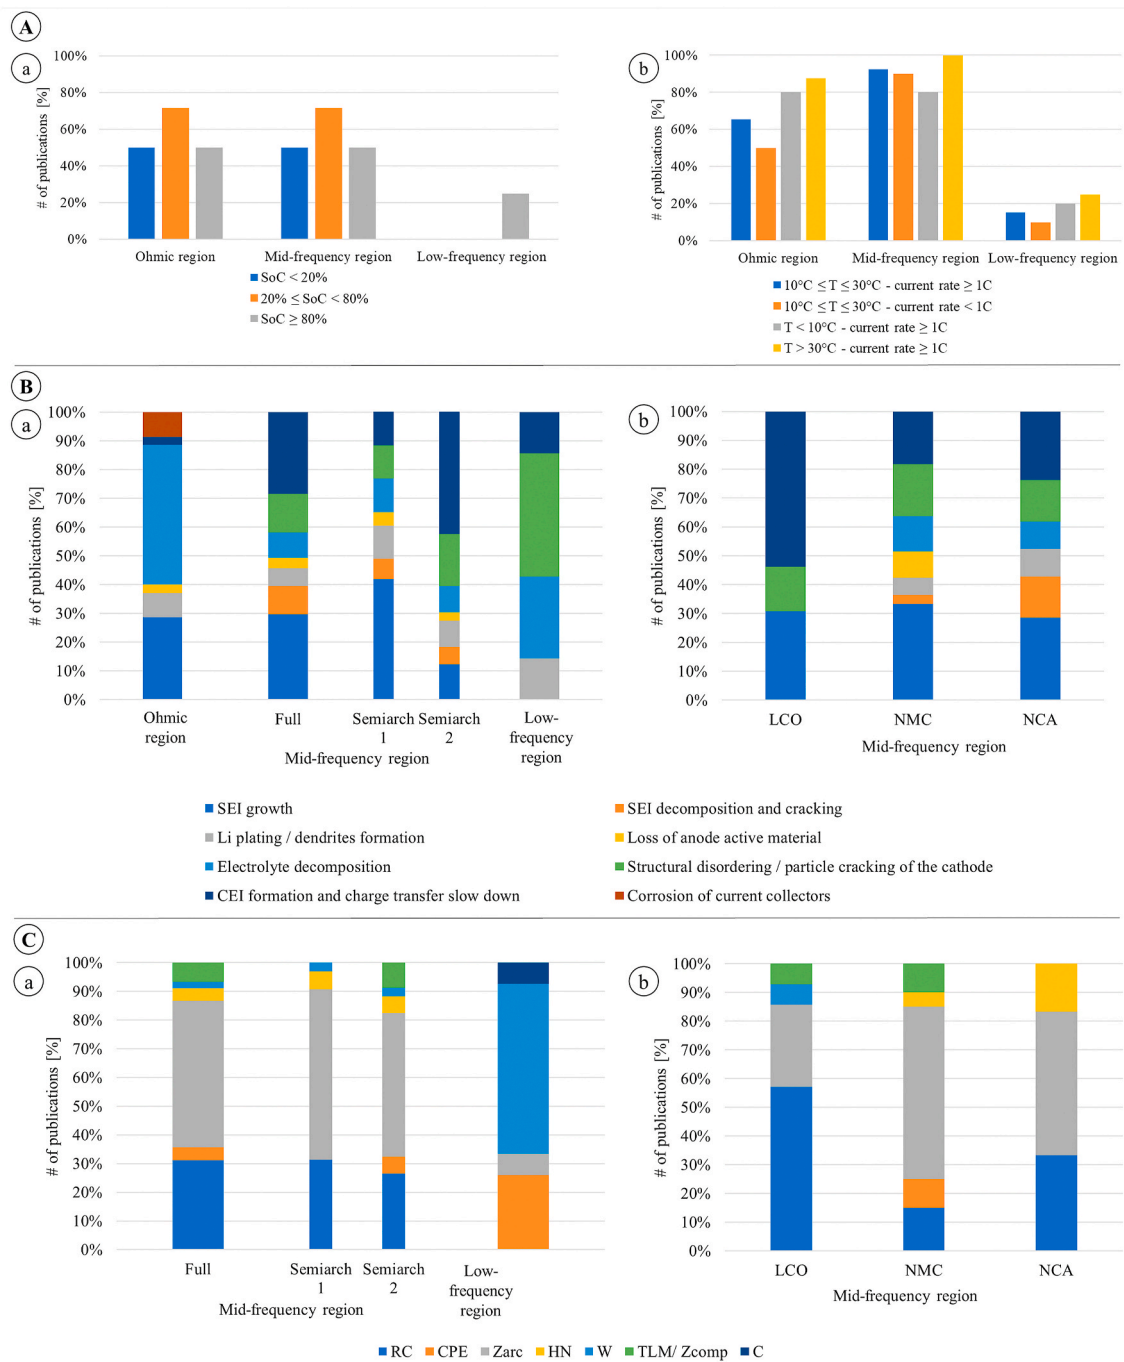 A
a
# of publications [%]
100%
80%
60%
40%
20%
0%
Ohmic region
Mid-frequency region
Low-frequency region
SoC < 20%
20% ≤ SoC < 80%
SoC ≥ 80%
b
# of publications [%]
100%
80%
60%
40%
20%
0%
Ohmic region
Mid-frequency region
Low-frequency region
10°C ≤ T ≤ 30°C - current rate ≥ 1C
10°C ≤ T ≤ 30°C - current rate < 1C
T < 10°C - current rate ≥ 1C
T > 30°C - current rate ≥ 1C
B
a
# of publications [%]
100%
90%
80%
70%
60%
50%
40%
30%
20%
10%
0%
Ohmic
region
Full
Semiarch
1
Semiarch
2
Low-
frequency
region
Mid-frequency region
b
# of publications [%]
100%
90%
80%
70%
60%
50%
40%
30%
20%
10%
0%
LCO
NMC
NCA
Mid-frequency region
SEI growth
SEI decomposition and cracking
Li plating / dendrites formation
Loss of anode active material
Electrolyte decomposition
Structural disordering / particle cracking of the cathode
CEI formation and charge transfer slow down
Corrosion of current collectors
C
a
# of publications [%]
100%
90%
80%
70%
60%
50%
40%
30%
20%
10%
0%
Full
Semiarch
1
Semiarch
2
Low-
frequency
region
Mid-frequency region
b
# of publications [%]
100%
90%
80%
70%
60%
50%
40%
30%
20%
10%
0%
LCO
NMC
NCA
Mid-frequency region
RC CPE Zarc HN W TLM/ Zcomp C